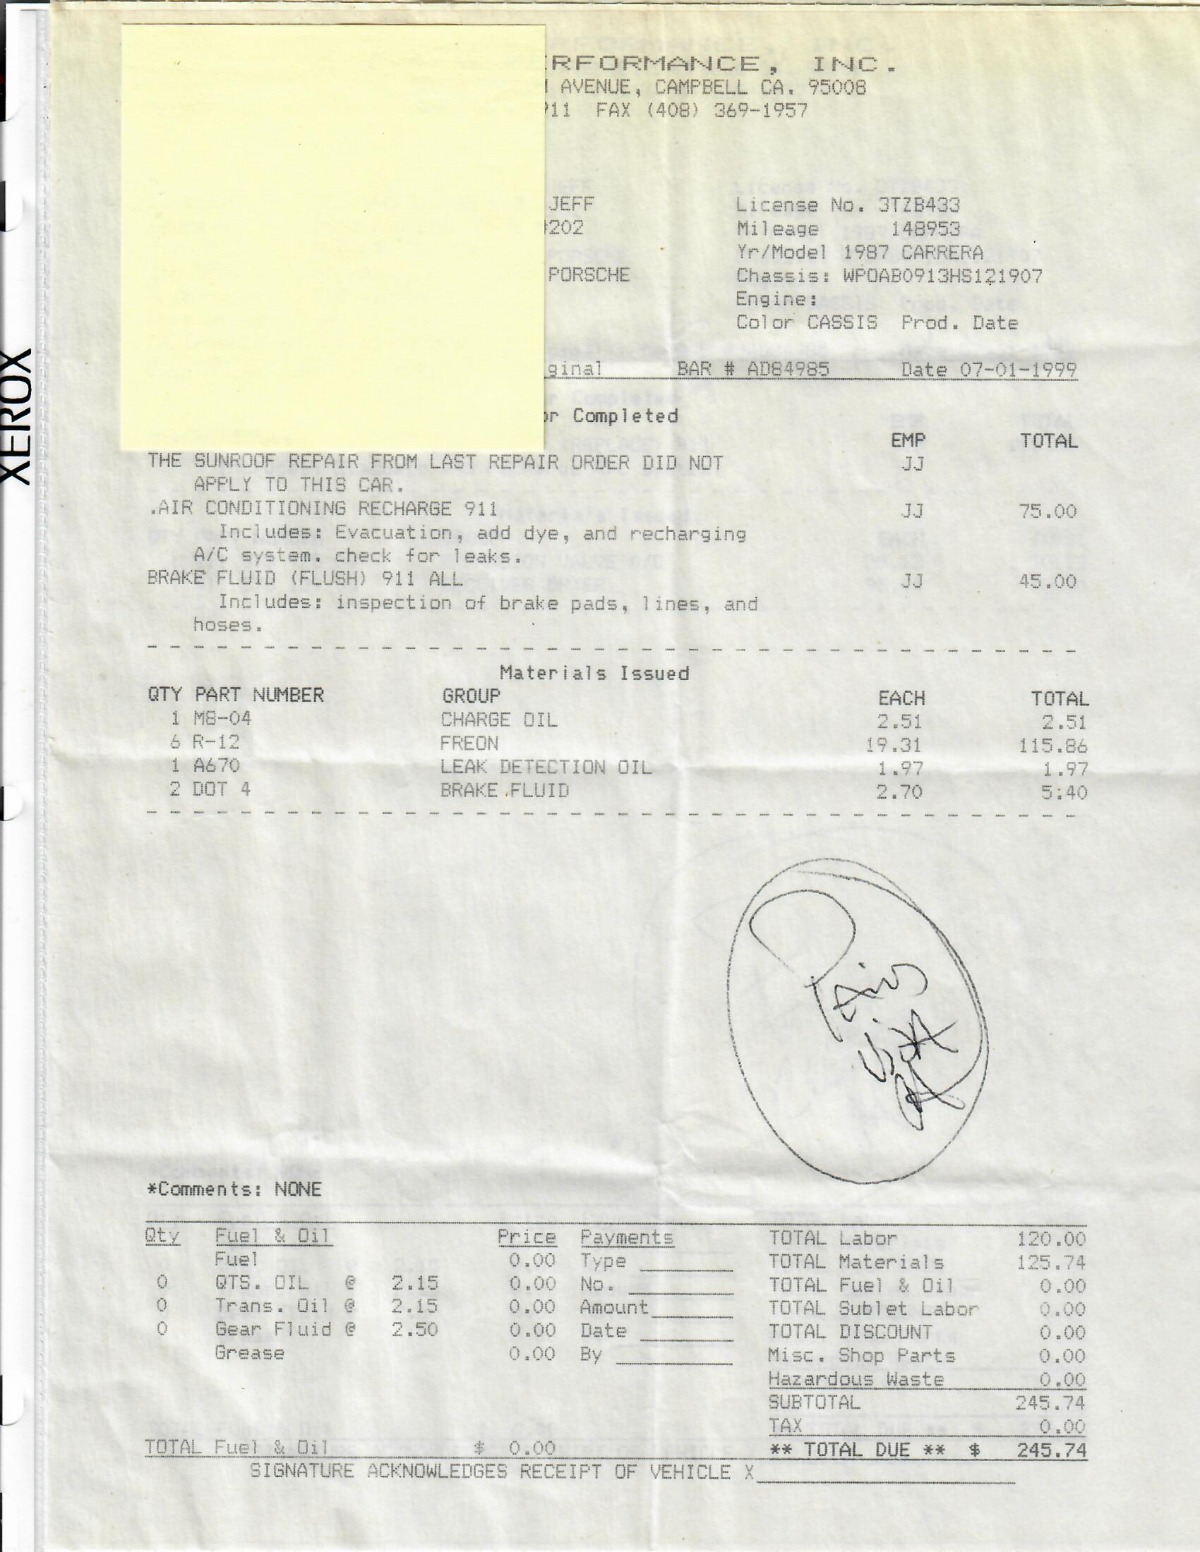 RFORMANCE, INC.
AVENUE, CAMPBELL CA. 95008
911 FAX (408) 369-1957
JEFF License No. 3TZB433
202 Mileage 148953
Yr/Model 1987 CARRERA
PORSCHE Chassis: WPOAB0913HS121907
Engine:
Color CASSIS Prod. Date
ginal BAR # AD84985 Date 07-01-1999
or Completed
EMP TOTAL
THE SUNROOF REPAIR FROM LAST REPAIR ORDER DID NOT JJ
APPLY TO THIS CAR.
.AIR CONDITIONING RECHARGE 911 JJ 75.00
Includes: Evacuation, add dye, and recharging
A/C system. check for leaks.
BRAKE FLUID (FLUSH) 911 ALL JJ 45.00
Includes: inspection of brake pads, lines, and
hoses.
Materials Issued
QTY PART NUMBER GROUP EACH TOTAL
1 M8-04 CHARGE OIL 2.51 2.51
6 R-12 FREON 19.31 115.86
1 A670 LEAK DETECTION OIL 1.97 1.97
2 DOT 4 BRAKE FLUID 2.70 5.40
XEROX
*Comments: NONE
Qty Fuel & Oil Price Payments TOTAL Labor 120.00
Fuel 0.00 Type TOTAL Materials 125.74
0 QTS. OIL @ 2.15 0.00 No. TOTAL Fuel & Oil 0.00
0 Trans. Oil @ 2.15 0.00 Amount TOTAL Sublet Labor 0.00
0 Gear Fluid @ 2.50 0.00 Date TOTAL DISCOUNT 0.00
Grease 0.00 By Misc. Shop Parts 0.00
Hazardous Waste 0.00
SUBTOTAL 245.74
TAX 0.00
TOTAL Fuel & Oil $ 0.00 ** TOTAL DUE ** $ 245.74
SIGNATURE ACKNOWLEDGES RECEIPT OF VEHICLE X